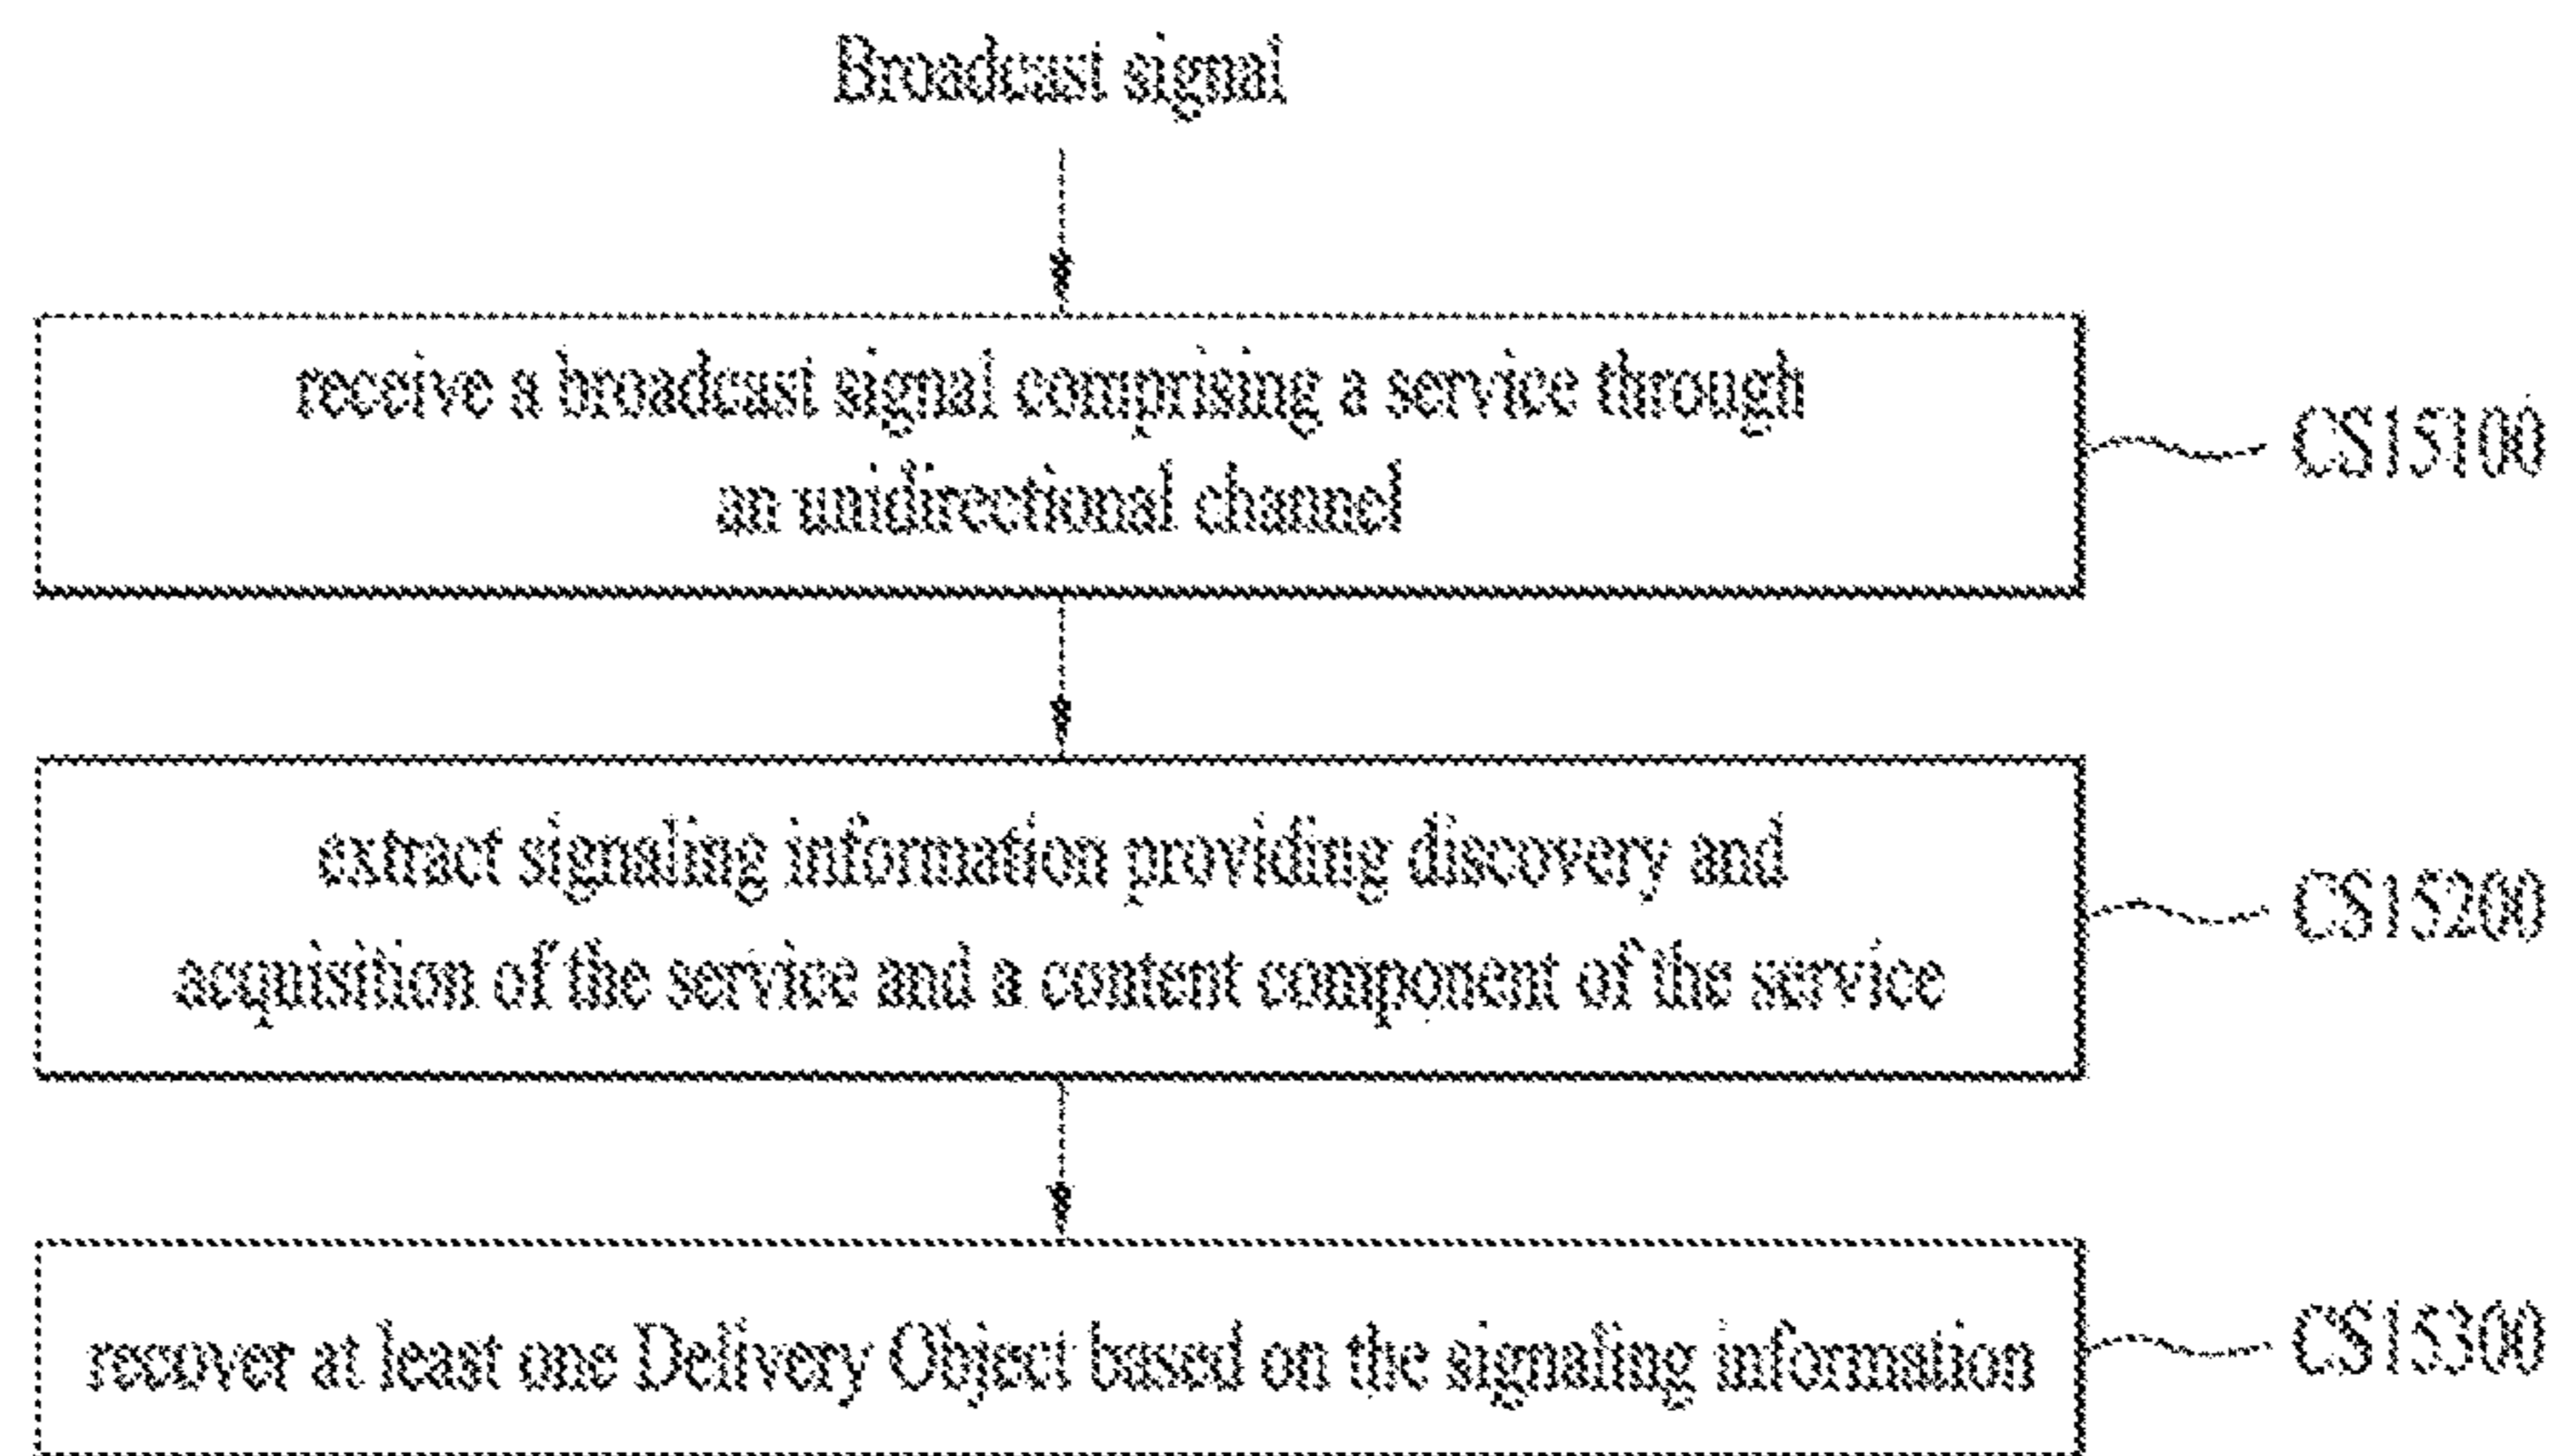 Broadcast signal
receive a broadcast signal comprising a service through
an unidirectional channel
CS15100
extract signaling information providing discovery and
acquisition of the service and a content component of the service
CS15200
recover at least one Delivery Object based on the signaling information
CS15300